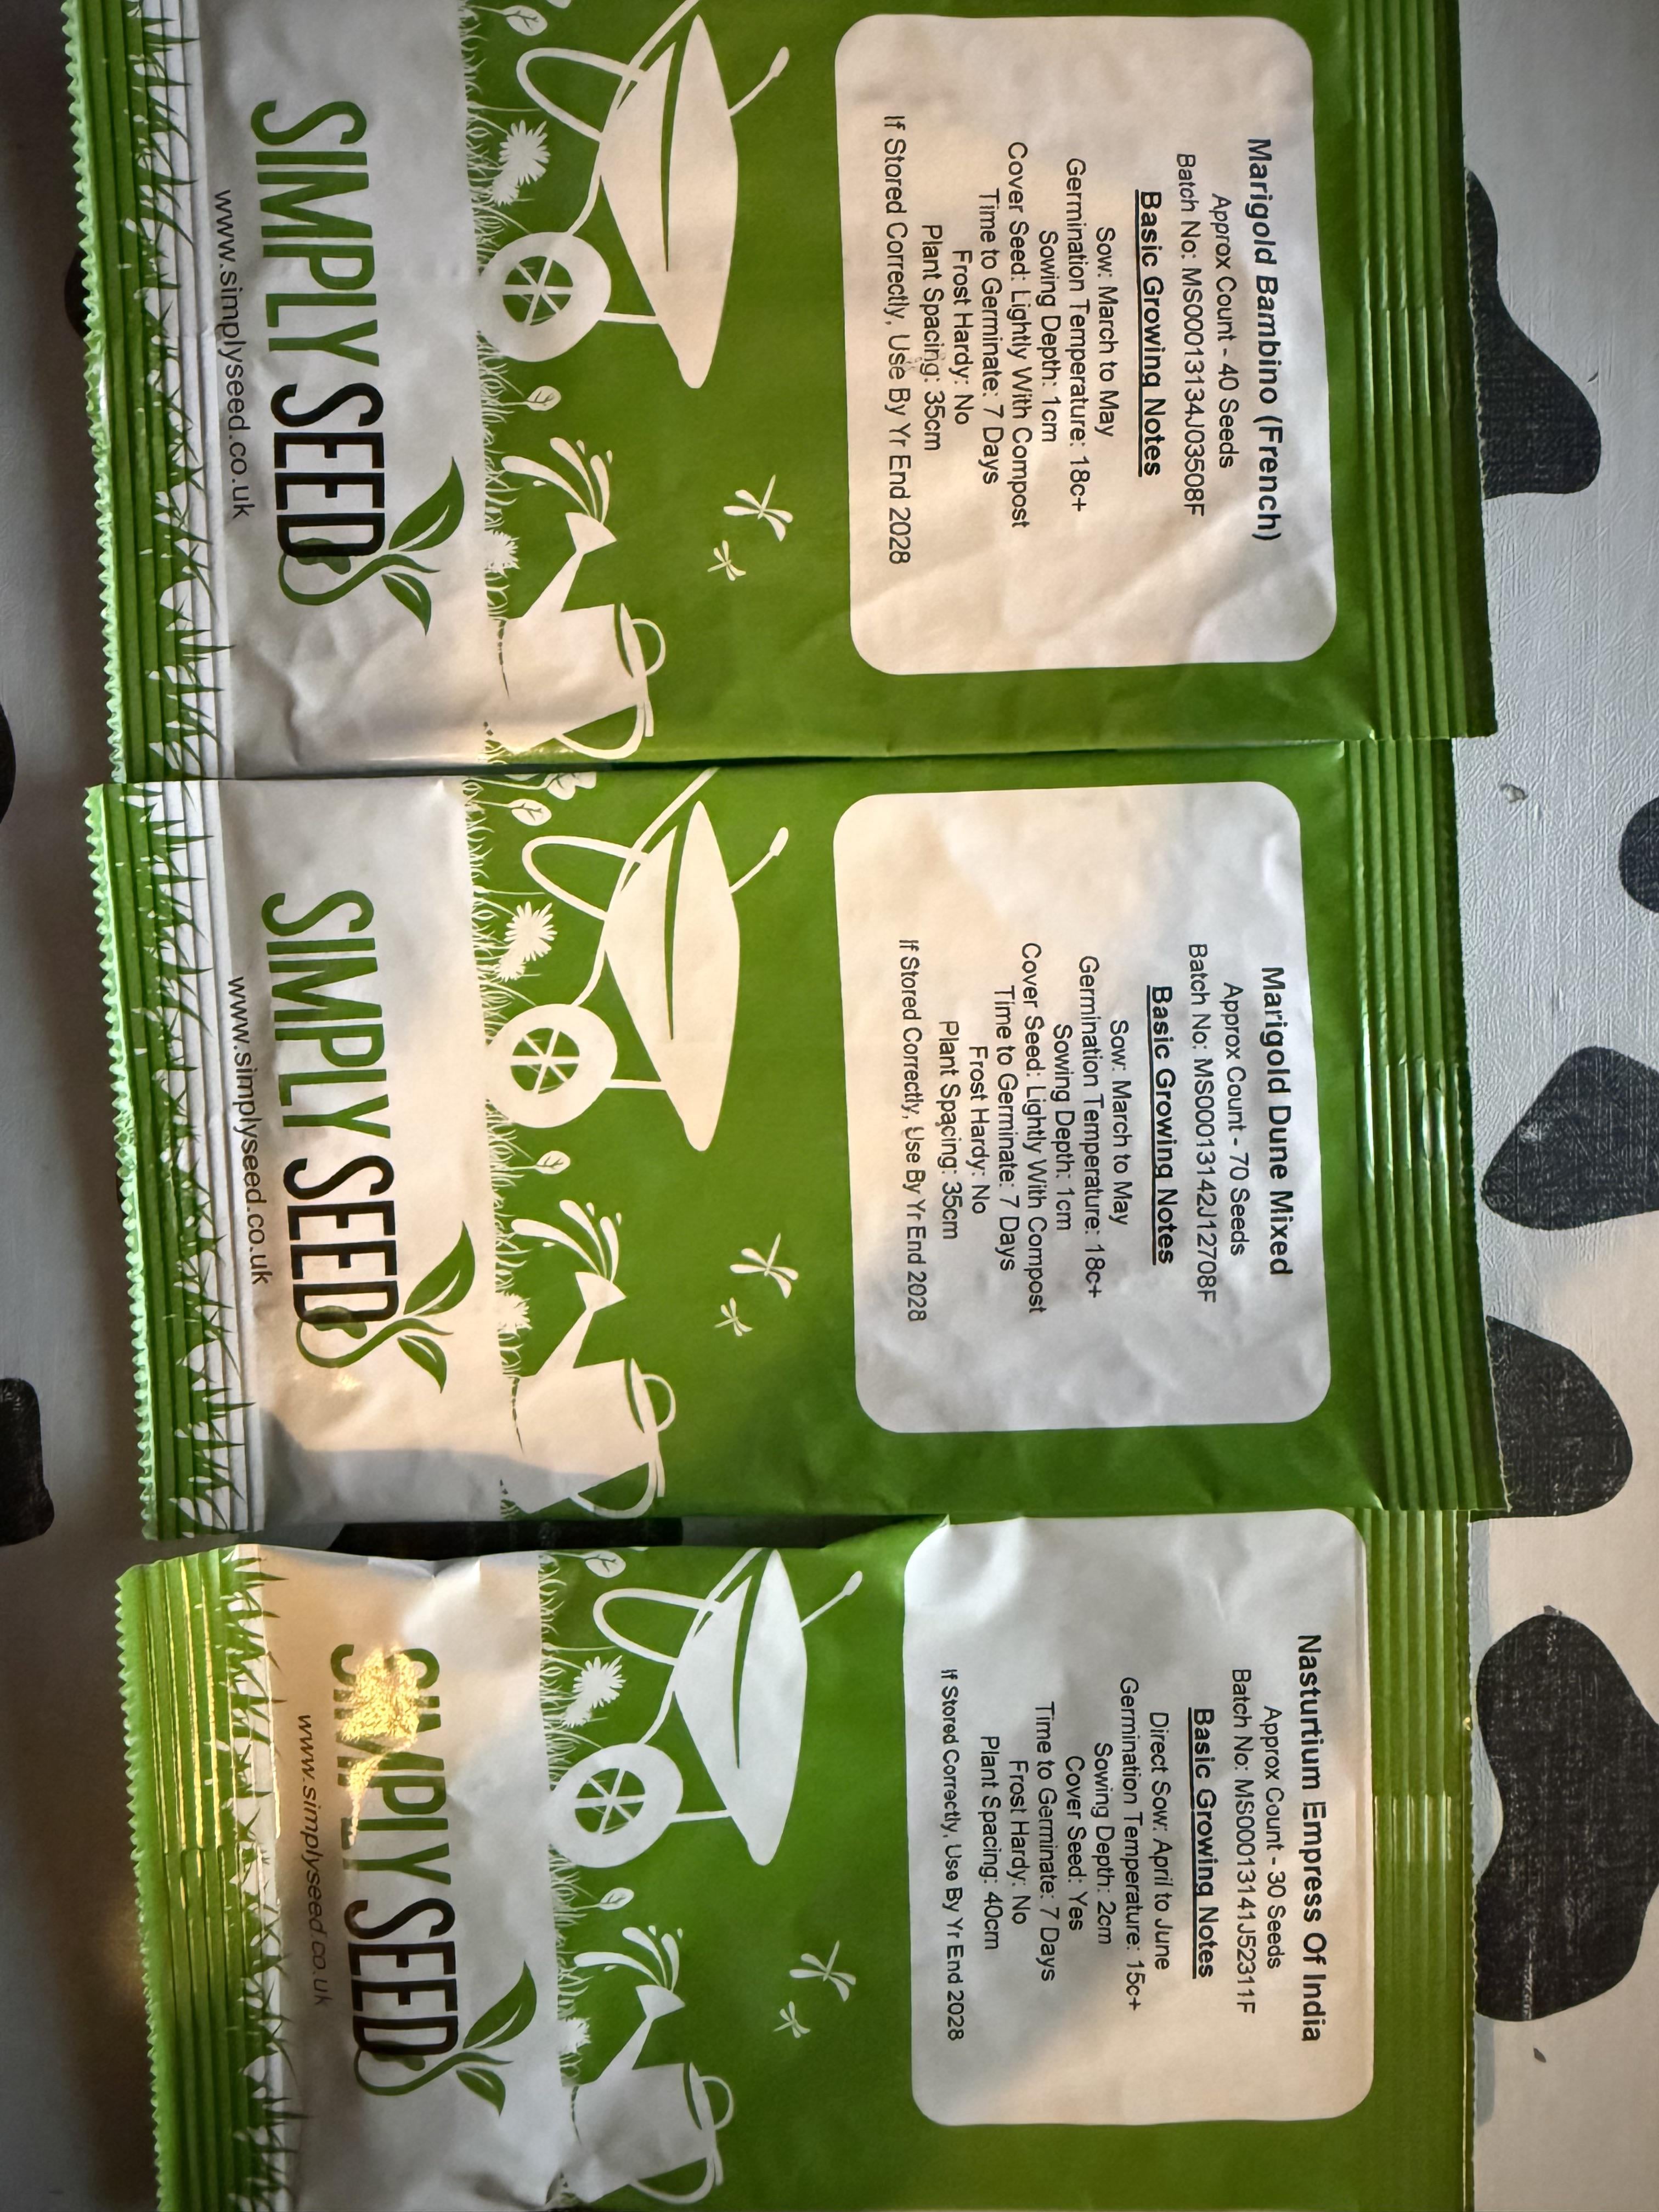 Marigold Bambino (French)
Approx Count - 40 Seeds
Batch No: MS00013134J03508F
Basic Growing Notes
Sow: March to May
Germination Temperature: 18c+
Sowing Depth: 1cm
Cover Seed: Lightly With Compost
Time to Germinate: 7 Days
Frost Hardy: No
Plant Spacing: 35cm
If Stored Correctly, Use By Yr End 2028
SIMPLY SEED
www.simplyseed.co.uk
Marigold Dune Mixed
Approx Count - 70 Seeds
Batch No: MS00013142J12708F
Basic Growing Notes
Sow: March to May
Germination Temperature: 18c+
Sowing Depth: 1cm
Cover Seed: Lightly With Compost
Time to Germinate: 7 Days
Frost Hardy: No
Plant Spacing: 35cm
If Stored Correctly, Use By Yr End 2028
SIMPLY SEED
www.simplyseed.co.uk
Nasturtium Empress Of India
Approx Count - 30 Seeds
Batch No: MS00013141J52311F
Basic Growing Notes
Direct Sow: April to June
Germination Temperature: 15c+
Sowing Depth: 2cm
Cover Seed: Yes
Time to Germinate: 7 Days
Frost Hardy: No
Plant Spacing: 40cm
If Stored Correctly, Use By Yr End 2028
SIMPLY SEED
www.simplyseed.co.uk